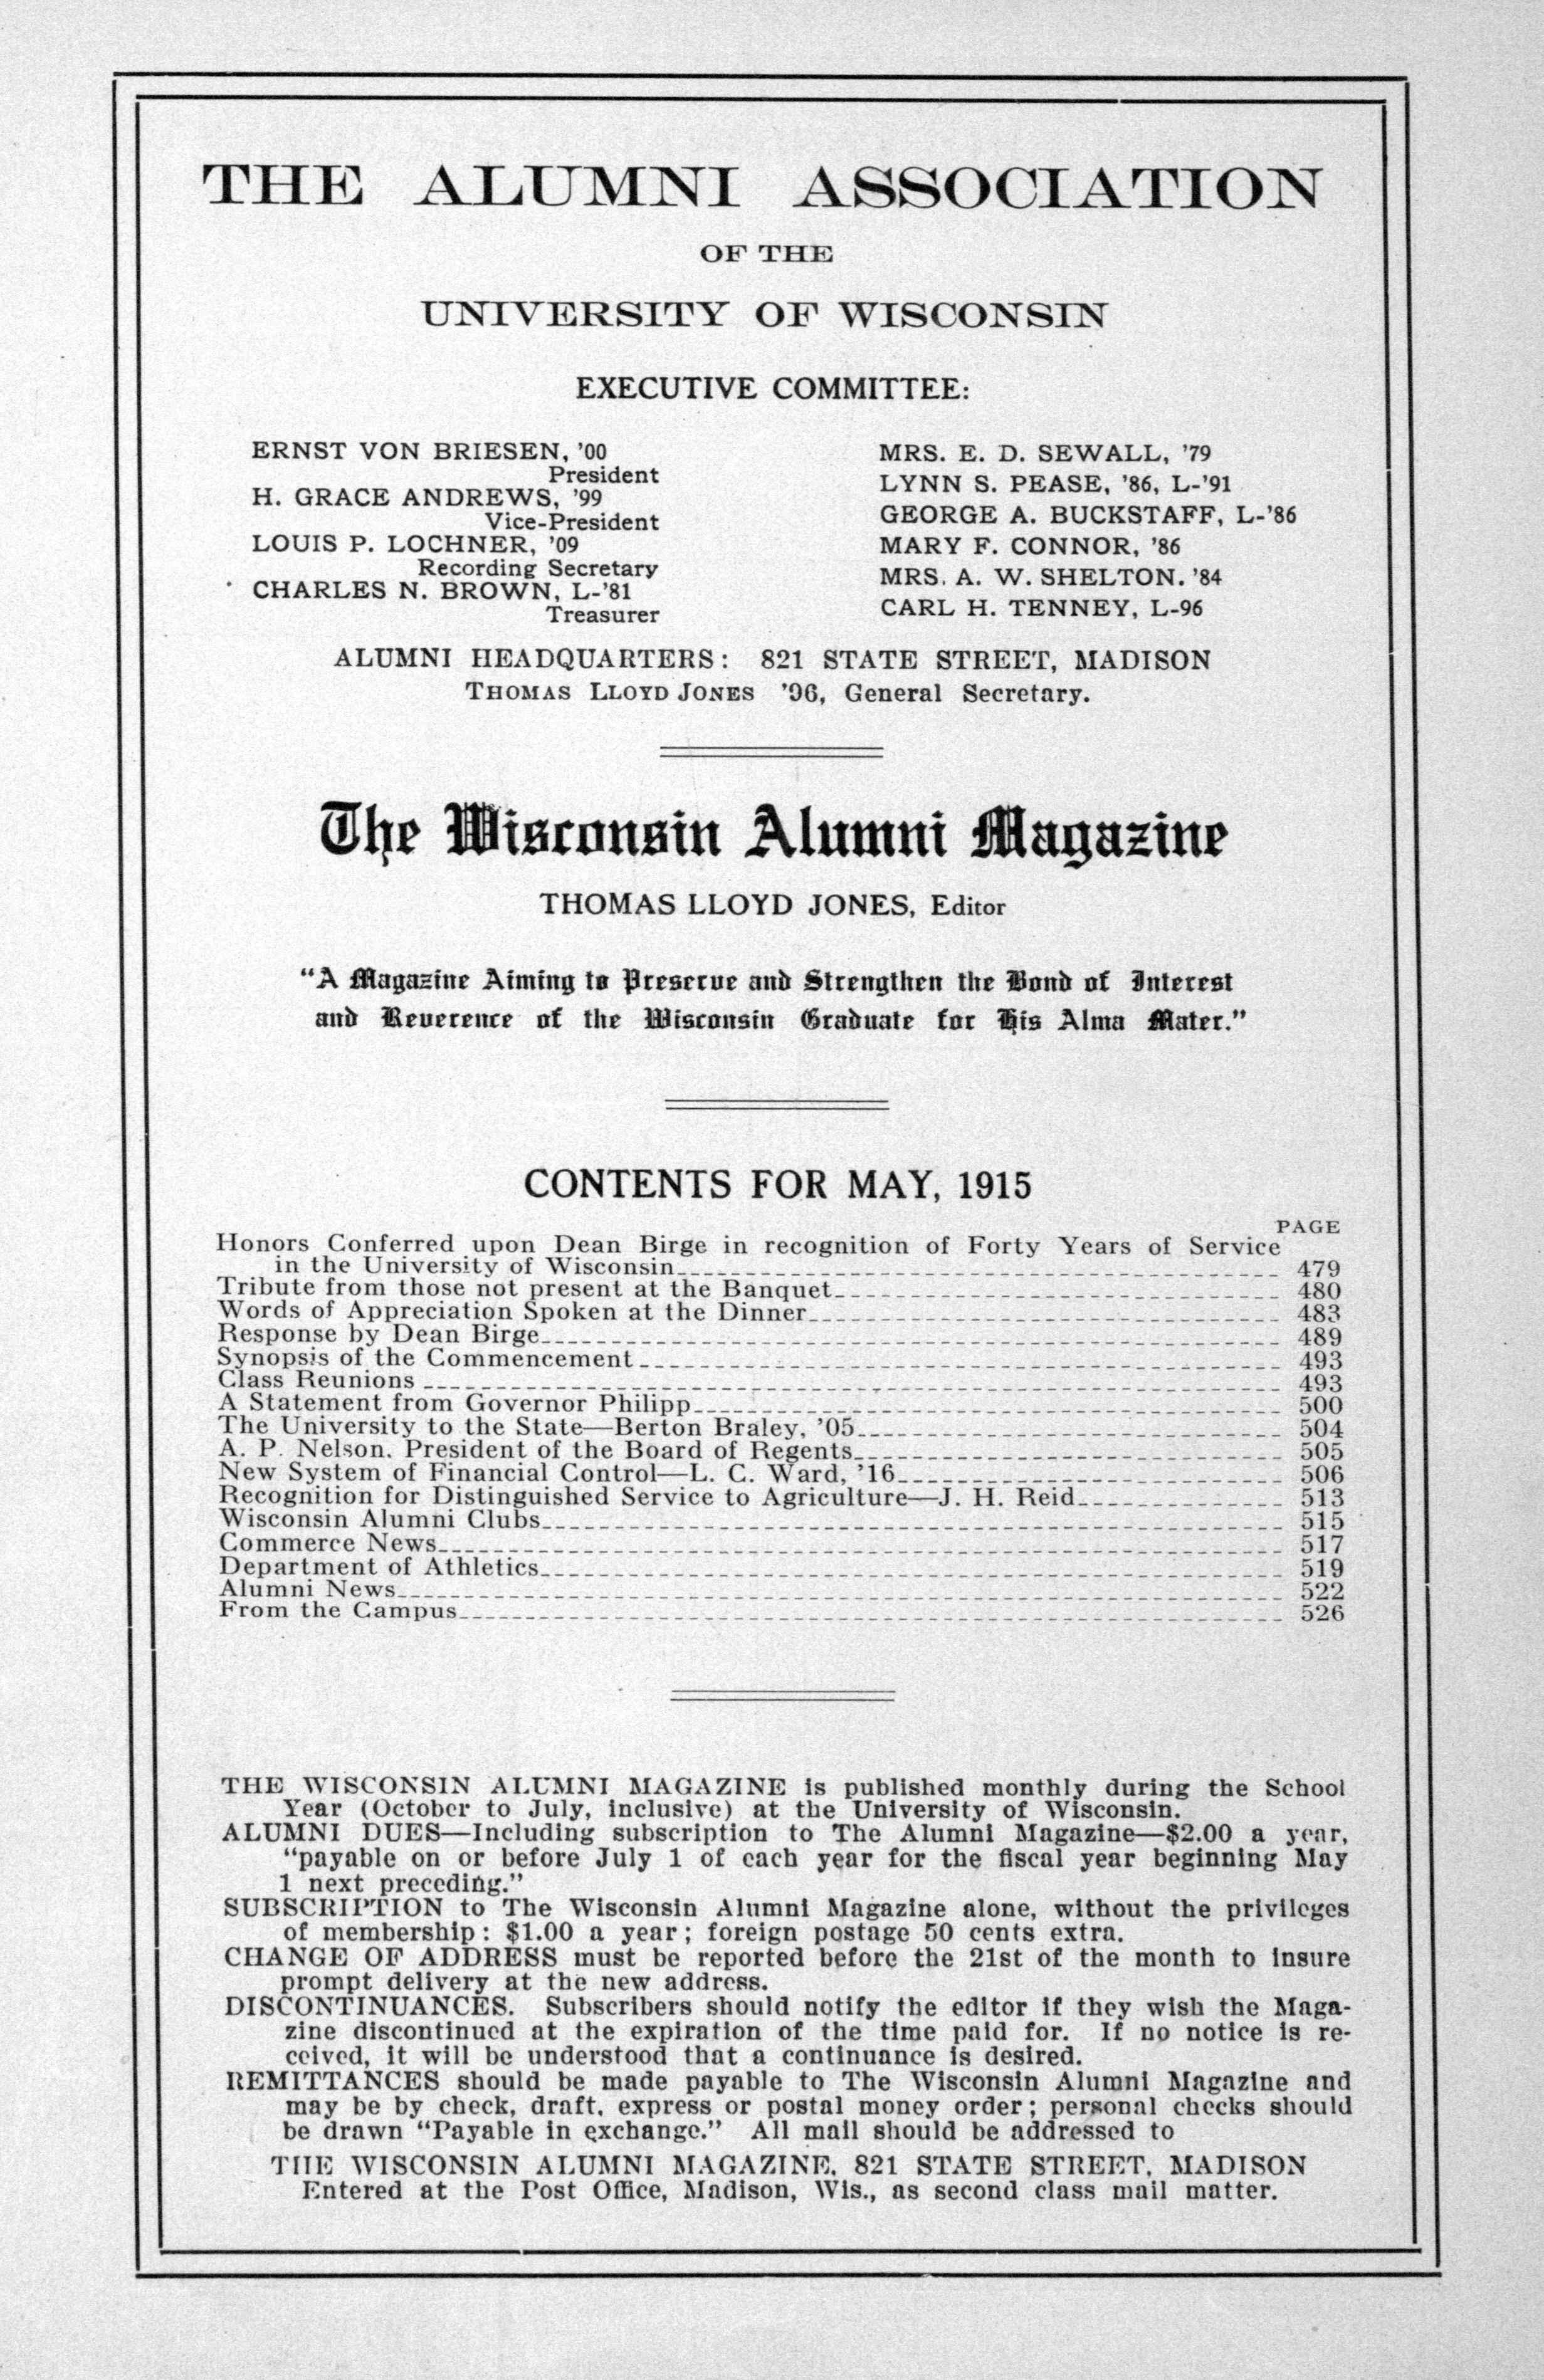 THE ALUMNI ASSOCIATION
OF THE
UNIVERSITY OF WISCONSIN
EXECUTIVE COMMITTEE:
ERNST VON BRIESEN, '00
President
H. GRACE ANDREWS, '99
Vice-President
LOUIS P. LOCHNER, '09
Recording Secretary
CHARLES N. BROWN, L-'81
Treasurer
MRS. E. D. SEWALL, '79
LYNN S. PEASE, '86, L-'91
GEORGE A. BUCKSTAFF, L-'86
MARY F. CONNOR, '86
MRS. A. W. SHELTON. '84
CARL H. TENNEY, L-96
ALUMNI HEADQUARTERS: 821 STATE STREET, MADISON
THOMAS LLOYD JONES '96, General Secretary.
The Wisconsin Alumni Magazine
THOMAS LLOYD JONES, Editor
"A Magazine Aiming to Preserve and Strengthen the Bond of Interest
and Reverence of the Wisconsin Graduate for His Alma Mater."
CONTENTS FOR MAY, 1915
PAGE
Honors Conferred upon Dean Birge in recognition of Forty Years of Service
in the University of Wisconsin 479
Tribute from those not present at the Banquet 480
Words of Appreciation Spoken at the Dinner 483
Response by Dean Birge 489
Synopsis of the Commencement 493
Class Reunions 493
A Statement from Governor Philipp 500
The University to the State—Berton Braley, '05 504
A. P. Nelson. President of the Board of Regents 505
New System of Financial Control—L. C. Ward, '16 506
Recognition for Distinguished Service to Agriculture—J. H. Reid 513
Wisconsin Alumni Clubs 515
Commerce News 517
Department of Athletics 519
Alumni News 522
From the Campus 526
THE WISCONSIN ALUMNI MAGAZINE is published monthly during the School
Year (October to July, inclusive) at the University of Wisconsin.
ALUMNI DUES—Including subscription to The Alumni Magazine—$2.00 a year,
"payable on or before July 1 of each year for the fiscal year beginning May
1 next preceding."
SUBSCRIPTION to The Wisconsin Alumni Magazine alone, without the privileges
of membership: $1.00 a year; foreign postage 50 cents extra.
CHANGE OF ADDRESS must be reported before the 21st of the month to insure
prompt delivery at the new address.
DISCONTINUANCES. Subscribers should notify the editor if they wish the Maga-
zine discontinued at the expiration of the time paid for. If no notice is re-
ceived, it will be understood that a continuance is desired.
REMITTANCES should be made payable to The Wisconsin Alumni Magazine and
may be by check, draft, express or postal money order; personal checks should
be drawn "Payable in exchange." All mail should be addressed to
THE WISCONSIN ALUMNI MAGAZINE, 821 STATE STREET, MADISON
Entered at the Post Office, Madison, Wis., as second class mail matter.